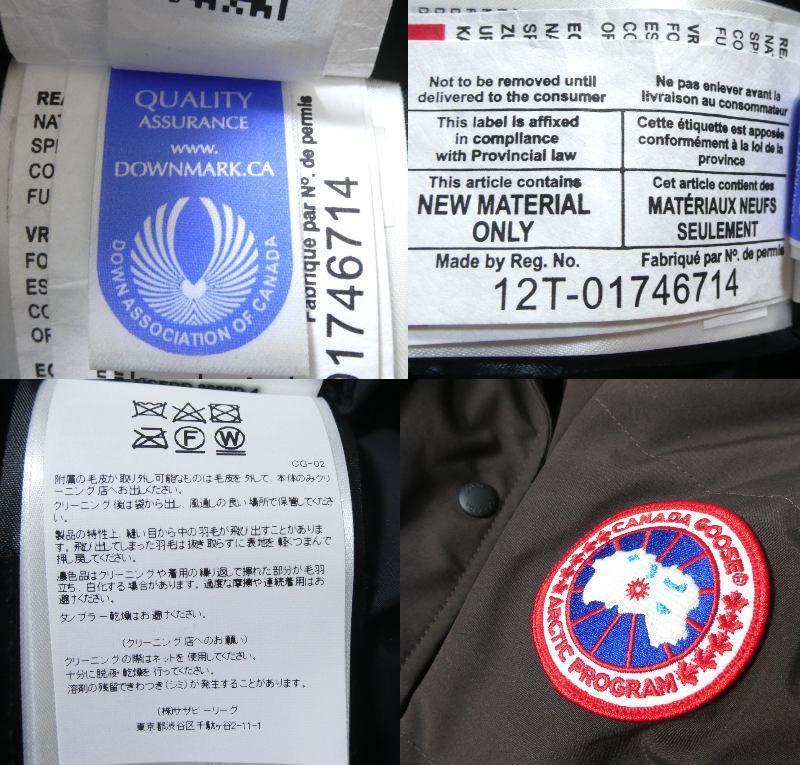 REA
NAT
SPE
CO
FU
VR
FO
ES
CC
OF
EC
QUALITY
ASSURANCE
www.
DOWNMARK.CA
DOWN ASSOCIATION OF CANADA
Fabriqué par Nº. de permis
01746714
Not to be removed until
delivered to the consumer
Ne pas enlever avant la
livraison au consommateur
This label is affixed
in compliance
with Provincial law
Cette étiquette est apposée
conformément à la loi de la
province
This article contains
NEW MATERIAL
ONLY
Cet article contient des
MATÉRIAUX NEUFS
SEULEMENT
Made by Reg. No.
Fabriqué par Nº. de permis
12T-01746714
F
W
CG-02
附属の毛皮が取り外し可能なものは毛皮を外して、本体のみクリ
ーニング店へお出しください。
クリーニング後は袋から出し、風通しの良い場所で保管してくださ
い。
製品の特性上、縫い目から中の羽毛が飛び出すことがありま
す。飛び出してしまった羽毛は抜き取らずに表地を軽くつまんで
押し戻してください。
濃色品はクリーニングや着用の繰り返しで擦れた部分が毛羽
立ち、白化する場合があります。過度な摩擦や連続着用はお
避けください。
タンブラー乾燥はお避けください。
(クリーニング店へのお願い)
クリーニングの際はネットを使用してください。
十分に脱液・乾燥を行ってください。
溶剤の残留できわつき(シミ)が発生することがあります。
(株)サザビーリーグ
東京都渋谷区千駄ヶ谷2-11-1
CANADA GOOSE®
ARCTIC PROGRAM